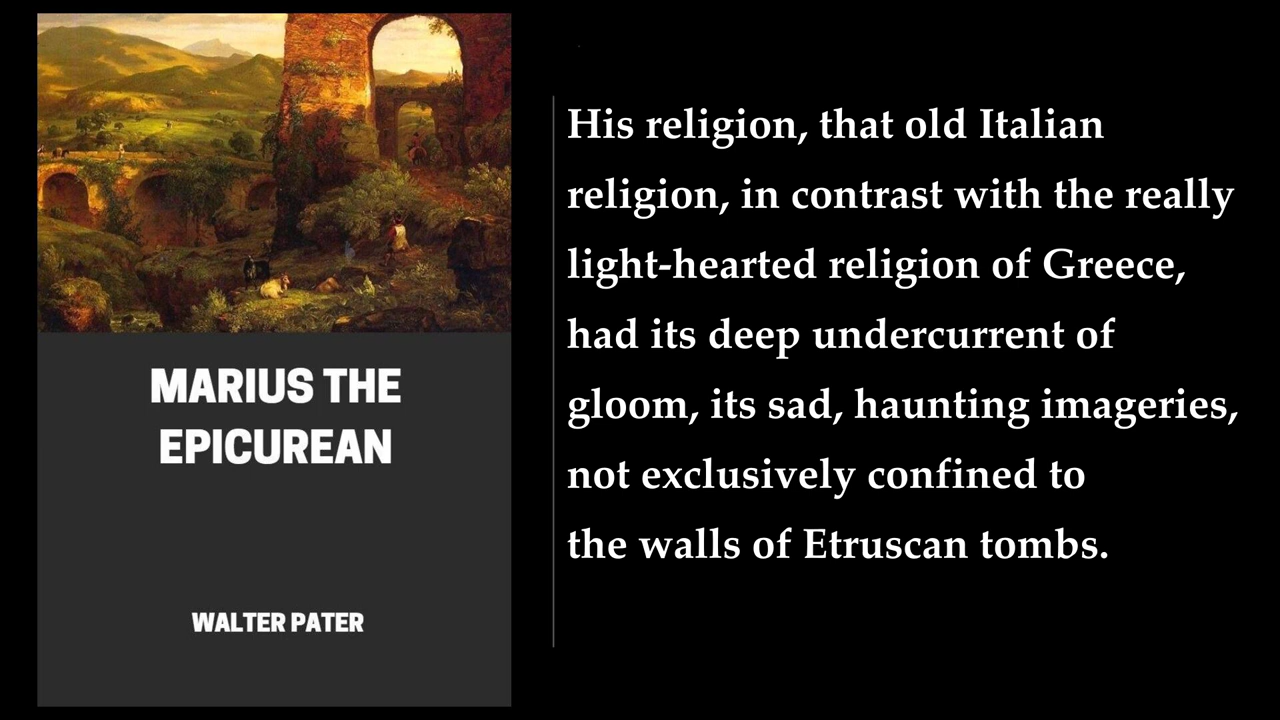 MARIUS THE
EPICUREAN
WALTER PATER
His religion, that old Italian
religion, in contrast with the really
light-hearted religion of Greece,
had its deep undercurrent of
gloom, its sad, haunting imageries,
not exclusively confined to
the walls of Etruscan tombs.